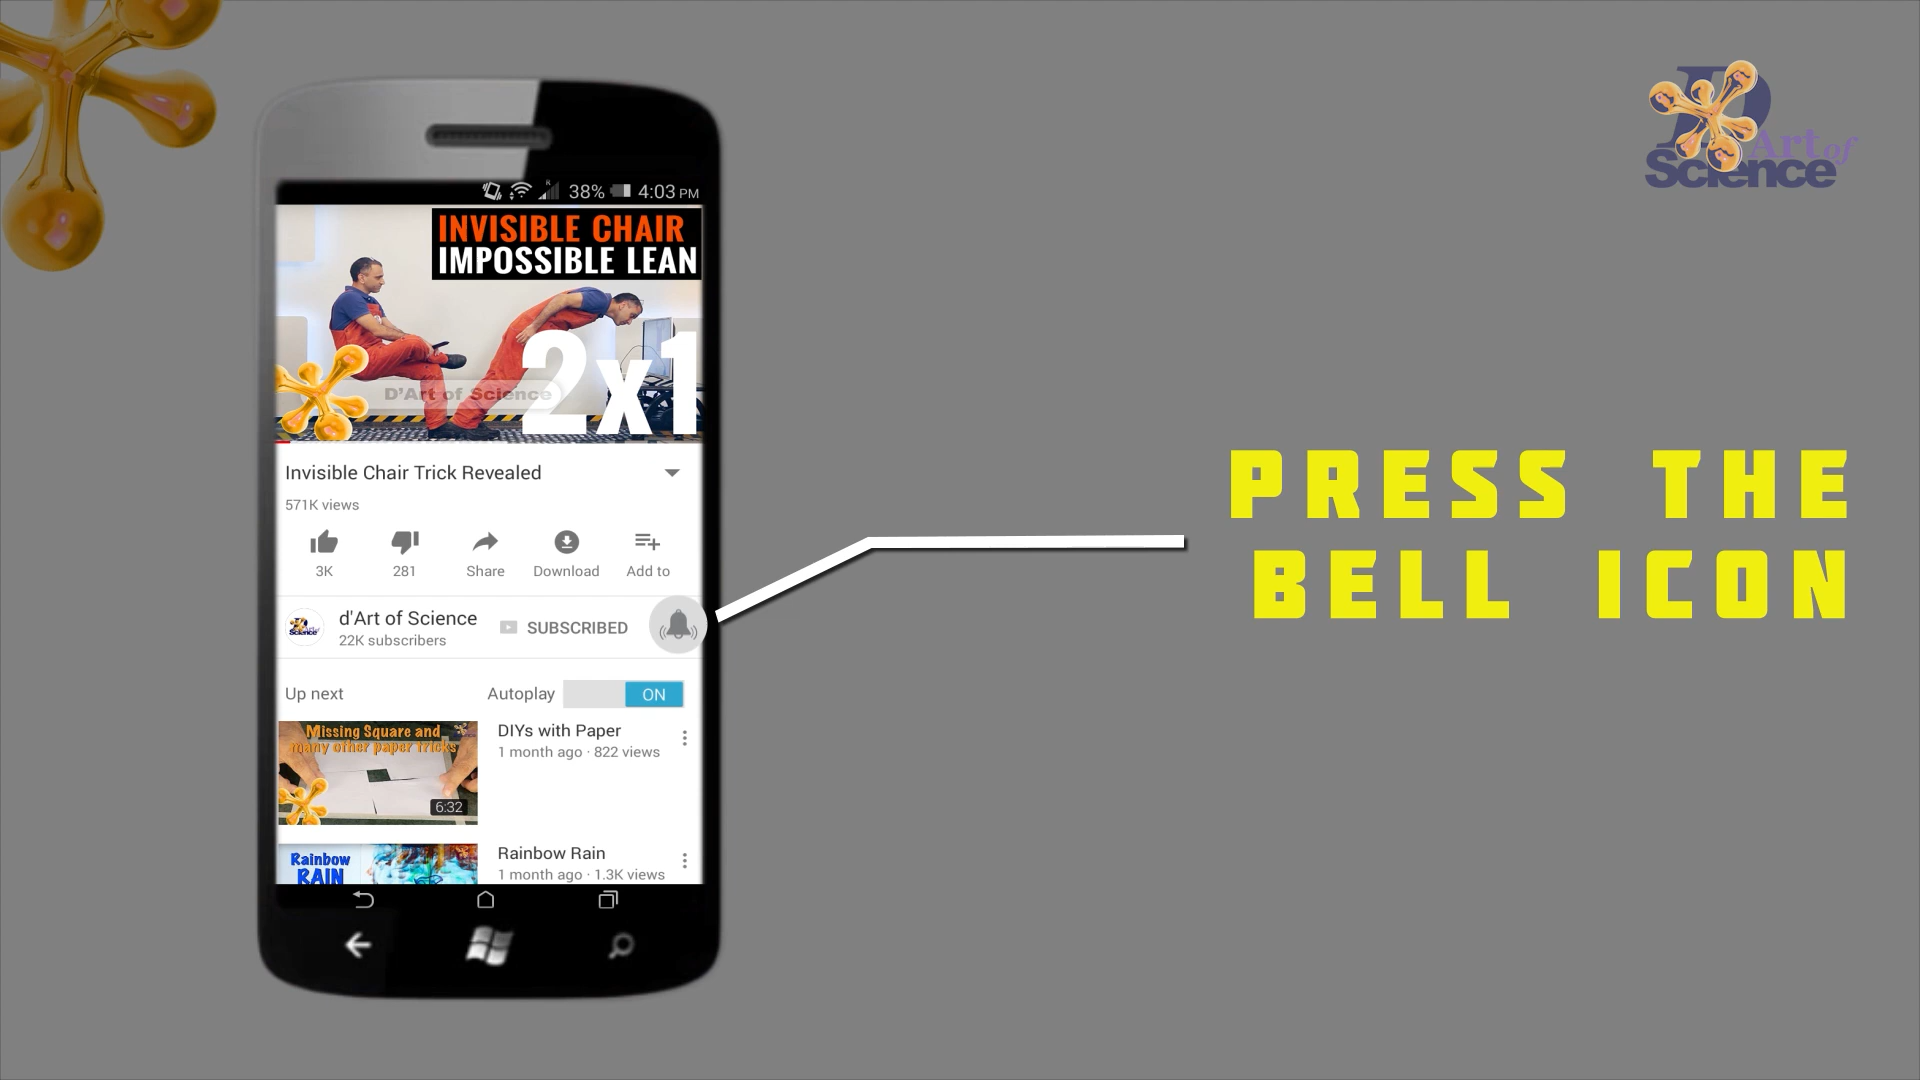 D
Art of
Science
38% 4:03 PM
INVISIBLE CHAIR
IMPOSSIBLE LEAN
2x1
D'Art of Science
Invisible Chair Trick Revealed
571K views
3K 281 Share Download Add to
d'Art of Science
22K subscribers
SUBSCRIBED
Up next Autoplay ON
Missing Square and
many other paper tricks
6:32
DIYs with Paper
1 month ago · 822 views
Rainbow
RAIN
Rainbow Rain
1 month ago · 1.3K views
PRESS THE
BELL ICON